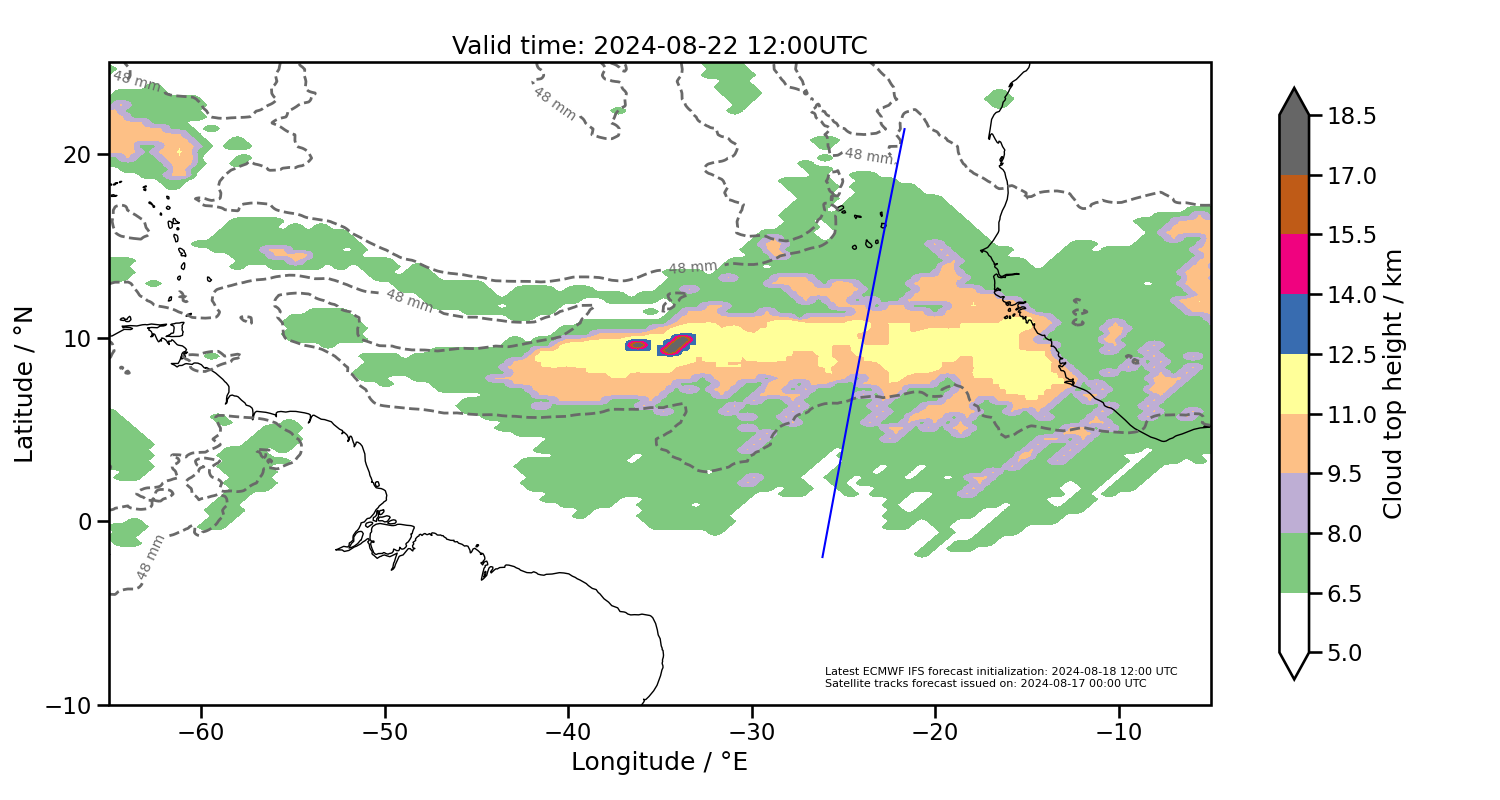 Valid time: 2024-08-22 12:00UTC
48 mm
48 mm
48 mm
48 mm
48 mm
48 mm
20
10
0
−10
−60
−50
−40
−30
−20
−10
Latitude / °N
Longitude / °E
Latest ECMWF IFS forecast initialization: 2024-08-18 12:00 UTC
Satellite tracks forecast issued on: 2024-08-17 00:00 UTC
18.5
17.0
15.5
14.0
12.5
11.0
9.5
8.0
6.5
5.0
Cloud top height / km